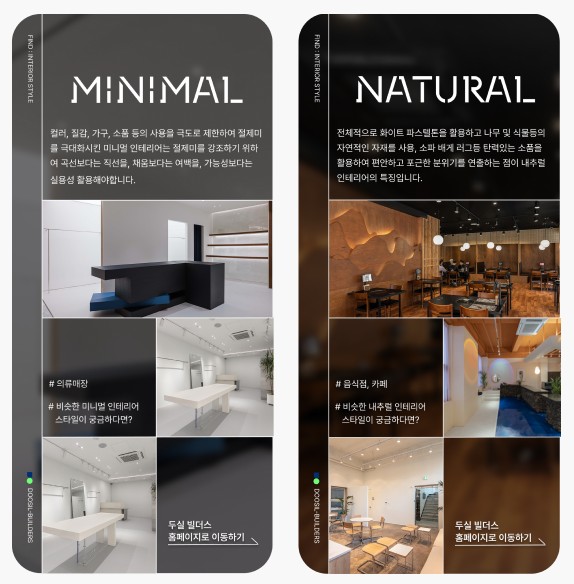 FIND : INTERIOR STYLE
MINIMAL
컬러, 질감, 가구, 소품 등의 사용을 극도로 제한하여 절제미
를 극대화시킨 미니멀 인테리어는 절제미를 강조하기 위하
여 곡선보다는 직선을, 채움보다는 여백을, 가능성보다는
실용성 활용해야합니다.
# 의류매장
# 비슷한 미니멀 인테리어
스타일이 궁금하다면?
DOOSIL-BUILDERS
두실 빌더스
홈페이지로 이동하기
FIND : INTERIOR STYLE
NATURAL
전체적으로 화이트 파스텔톤을 활용하고 나무 및 식물등의
자연적인 자재를 사용, 소파 배게 러그등 탄력있는 소품을
활용하여 편안하고 포근한 분위기를 연출하는 점이 내추럴
인테리어의 특징입니다.
# 음식점, 카페
# 비슷한 내추럴 인테리어
스타일이 궁금하다면?
DOOSIL-BUILDERS
두실 빌더스
홈페이지로 이동하기